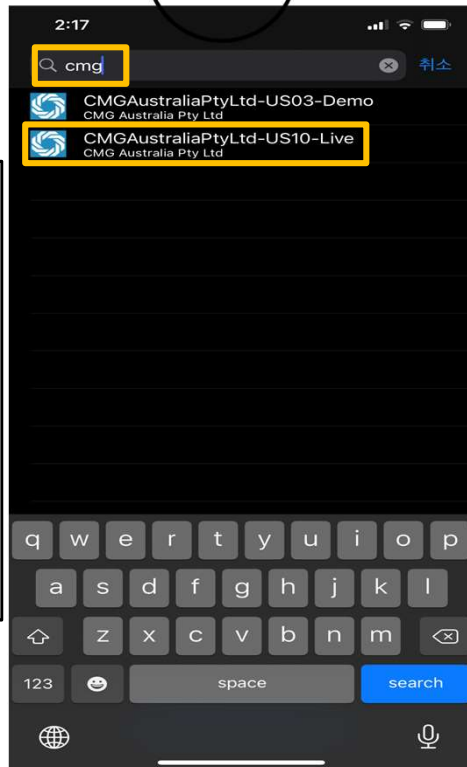 2:17
cmg
취소
CMGAustraliaPtyLtd-US03-Demo
CMG Australia Pty Ltd
CMGAustraliaPtyLtd-US10-Live
CMG Australia Pty Ltd
q w e r t y u i o p
a s d f g h j k l
z x c v b n m
123 space search